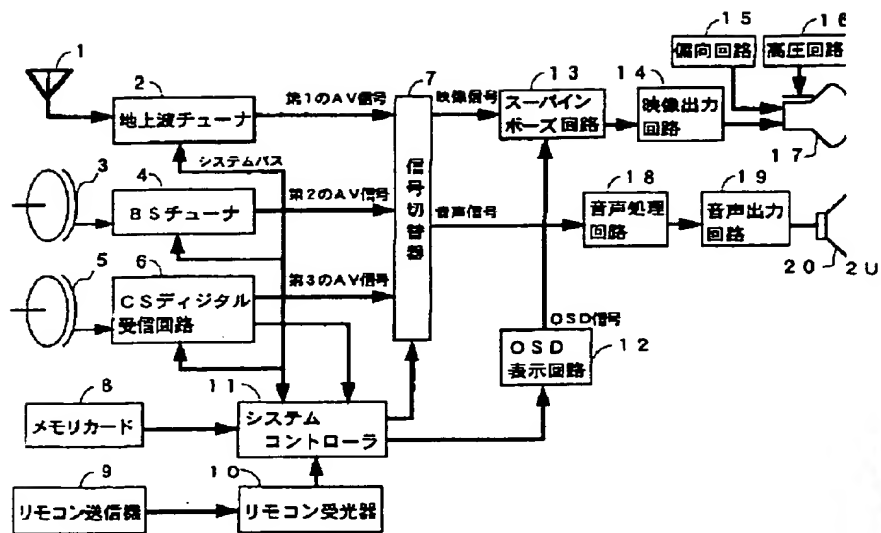 1
2
地上波チューナ
第1のAV信号
システムバス
3
4
BSチューナ
第2のAV信号
5
6
CSディジタル
受信回路
第3のAV信号
7
信号切替器
映像信号
音声信号
13
スーパイン
ポーズ回路
14
映像出力
回路
15
偏向回路
16
高圧回路
17
18
音声処理
回路
19
音声出力
回路
20
2U
OSD信号
12
OSD
表示回路
8
メモリカード
11
システム
コントローラ
9
リモコン送信機
10
リモコン受光器